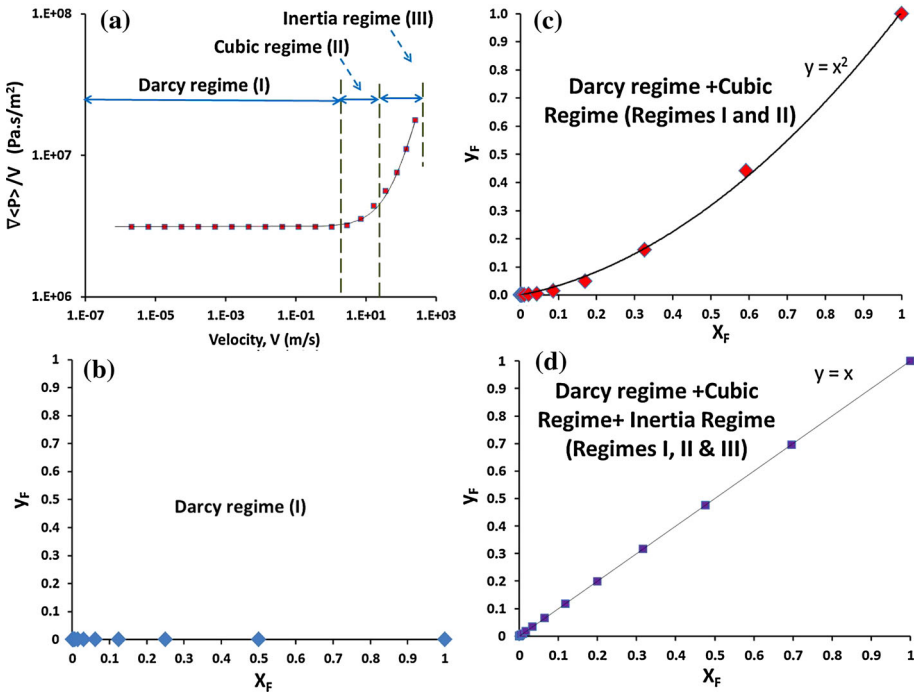 (a)
Inertia regime (III)
Cubic regime (II)
Darcy regime (I)
1.E+08
1.E+07
1.E+06
∇<P> /V (Pa.s/m²)
1.E-07
1.E-05
1.E-03
1.E-01
1.E+01
1.E+03
Velocity, V (m/s)
(c)
y = x²
Darcy regime +Cubic
Regime (Regimes I and II)
1.0
0.9
0.8
0.7
0.6
0.5
0.4
0.3
0.2
0.1
0.0
yF
0
0.1
0.2
0.3
0.4
0.5
0.6
0.7
0.8
0.9
1
XF
(b)
Darcy regime (I)
1
0.9
0.8
0.7
0.6
0.5
0.4
0.3
0.2
0.1
0
yF
0
0.1
0.2
0.3
0.4
0.5
0.6
0.7
0.8
0.9
1
XF
(d)
y = x
Darcy regime +Cubic
Regime+ Inertia Regime
(Regimes I, II & III)
1
0.9
0.8
0.7
0.6
0.5
0.4
0.3
0.2
0.1
0
yF
0
0.1
0.2
0.3
0.4
0.5
0.6
0.7
0.8
0.9
1
XF